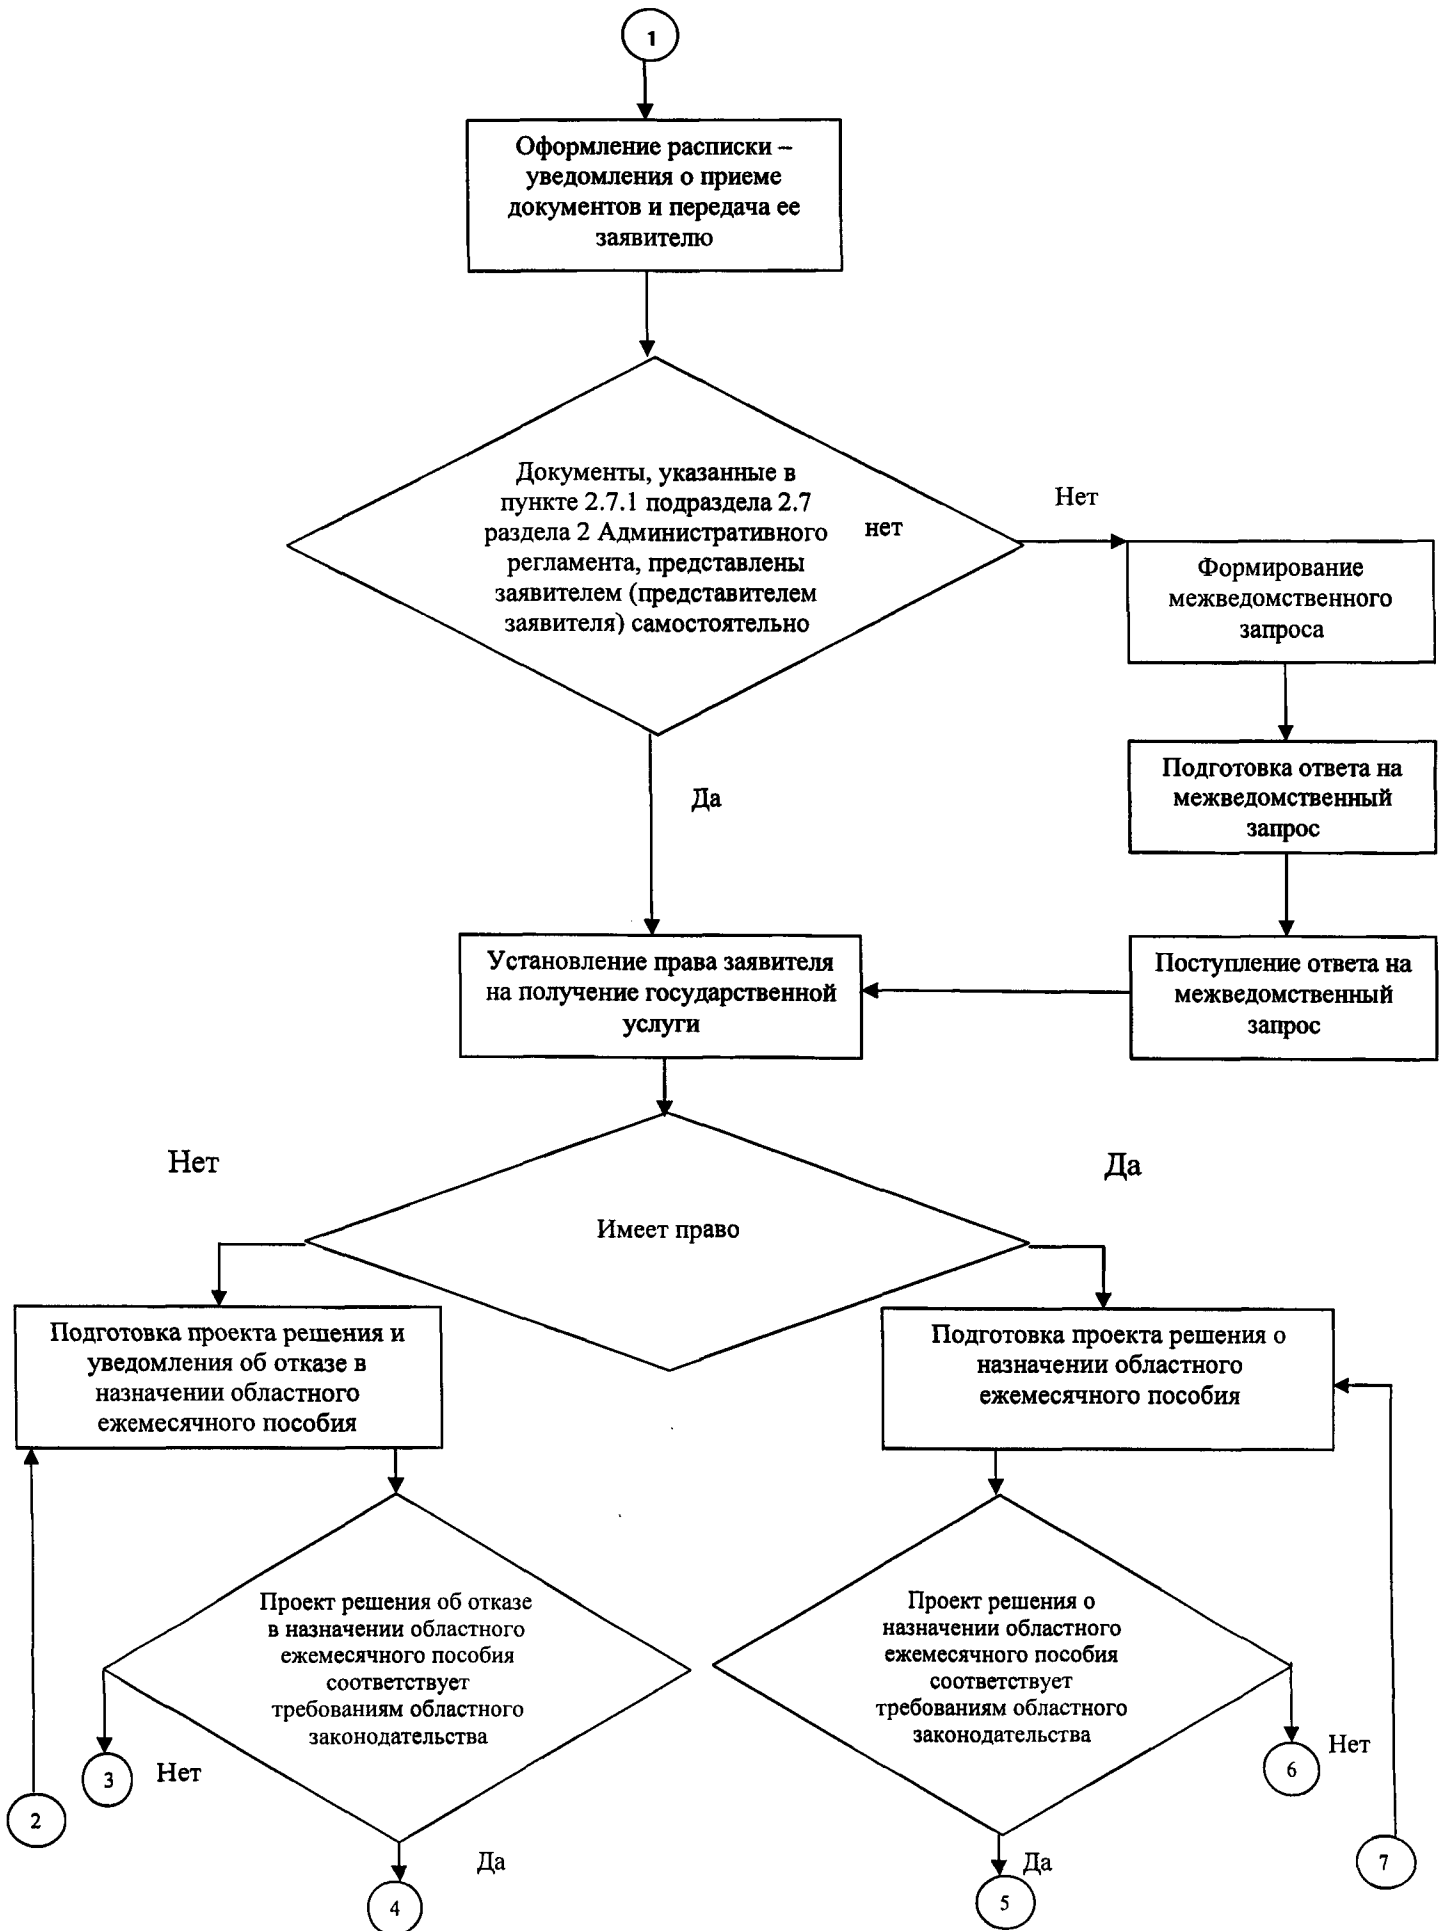 1
Оформление расписки –
уведомления о приеме
документов и передача ее
заявителю
Документы, указанные в
пункте 2.7.1 подраздела 2.7
раздела 2 Административного
регламента, представлены
заявителем (представителем
заявителя) самостоятельно
нет
Нет
Формирование
межведомственного
запроса
Подготовка ответа на
межведомственный
запрос
Да
Установление права заявителя
на получение государственной
услуги
Поступление ответа на
межведомственный
запрос
Нет
Да
Имеет право
Подготовка проекта решения и
уведомления об отказе в
назначении областного
ежемесячного пособия
Подготовка проекта решения о
назначении областного
ежемесячного пособия
Проект решения об отказе
в назначении областного
ежемесячного пособия
соответствует
требованиям областного
законодательства
Проект решения о
назначении областного
ежемесячного пособия
соответствует
требованиям областного
законодательства
3
Нет
6
Нет
2
Да
Да
7
4
5